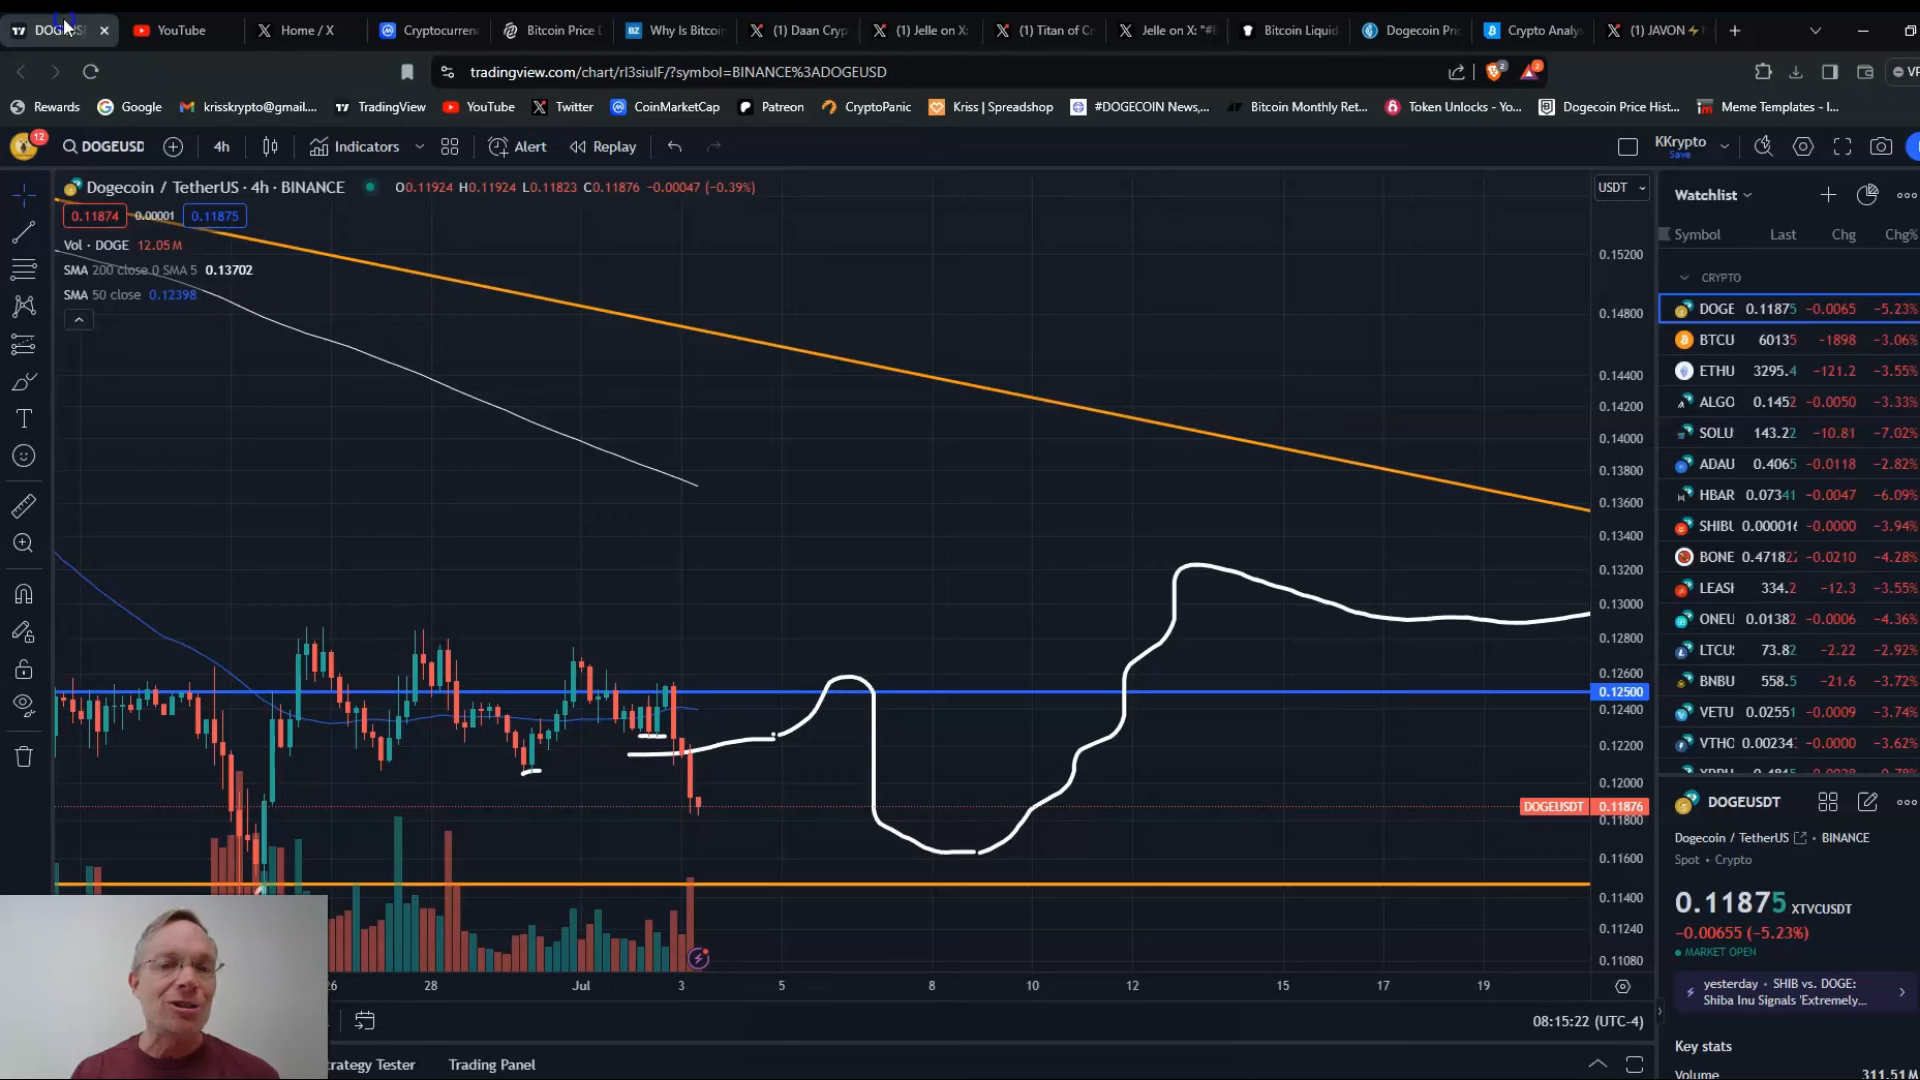 DOGEUS
YouTube
Home / X
Cryptocurren
Bitcoin Price D
Why Is Bitcoin
(1) Daan Cryp
(1) Jelle on X:
(1) Titan of Cr
Jelle on X: "#
Bitcoin Liquid
Dogecoin Pric
Crypto Analys
(1) JAVON⚡
tradingview.com/chart/rl3siulF/?symbol=BINANCE%3ADOGEUSD
2
2
VP
Rewards
Google
krisskrypto@gmail....
TradingView
YouTube
Twitter
CoinMarketCap
Patreon
CryptoPanic
Kriss | Spreadshop
#DOGECOIN News,...
Bitcoin Monthly Ret...
Token Unlocks - Yo...
Dogecoin Price Hist...
Meme Templates - I...
12
DOGEUSD
4h
Indicators
Alert
Replay
KKrypto
Save
Dogecoin / TetherUS · 4h · BINANCE
O0.11924 H0.11924 L0.11823 C0.11876 −0.00047 (−0.39%)
0.11874
0.00001
0.11875
Vol · DOGE 12.05M
SMA 200 close 0 SMA 5 0.13702
SMA 50 close 0.12398
USDT
0.15200
0.14800
0.14400
0.14200
0.14000
0.13800
0.13600
0.13400
0.13200
0.13000
0.12800
0.12600
0.12500
0.12400
0.12200
0.12000
DOGEUSDT 0.11876
0.11800
0.11600
0.11400
0.11240
0.11080
26
28
Jul
3
5
8
10
12
15
17
19
08:15:22 (UTC-4)
trategy Tester
Trading Panel
Watchlist
Symbol Last Chg Chg%
CRYPTO
DOGE 0.11875 −0.0065 −5.23%
BTCU 60135 −1898 −3.06%
ETHU 3295.4 −121.2 −3.55%
ALGO 0.1452 −0.0050 −3.33%
SOLU 143.22 −10.81 −7.02%
ADAU 0.4065 −0.0118 −2.82%
HBAR 0.07341 −0.0047 −6.09%
SHIBU 0.000016 −0.0000 −3.94%
BONE 0.471822 −0.0210 −4.28%
LEASH 334.2 −12.3 −3.55%
ONEU 0.01382 −0.0006 −4.36%
LTCUS 73.82 −2.22 −2.92%
BNBU 558.5 −21.6 −3.72%
VETU 0.02551 −0.0009 −3.74%
VTHO 0.00234 −0.0000 −3.62%
DOGEUSDT
Dogecoin / TetherUS • BINANCE
Spot • Crypto
0.11875 XTVCUSDT
−0.00655 (−5.23%)
MARKET OPEN
yesterday • SHIB vs. DOGE:
Shiba Inu Signals 'Extremely...
Key stats
Volume 311.51M